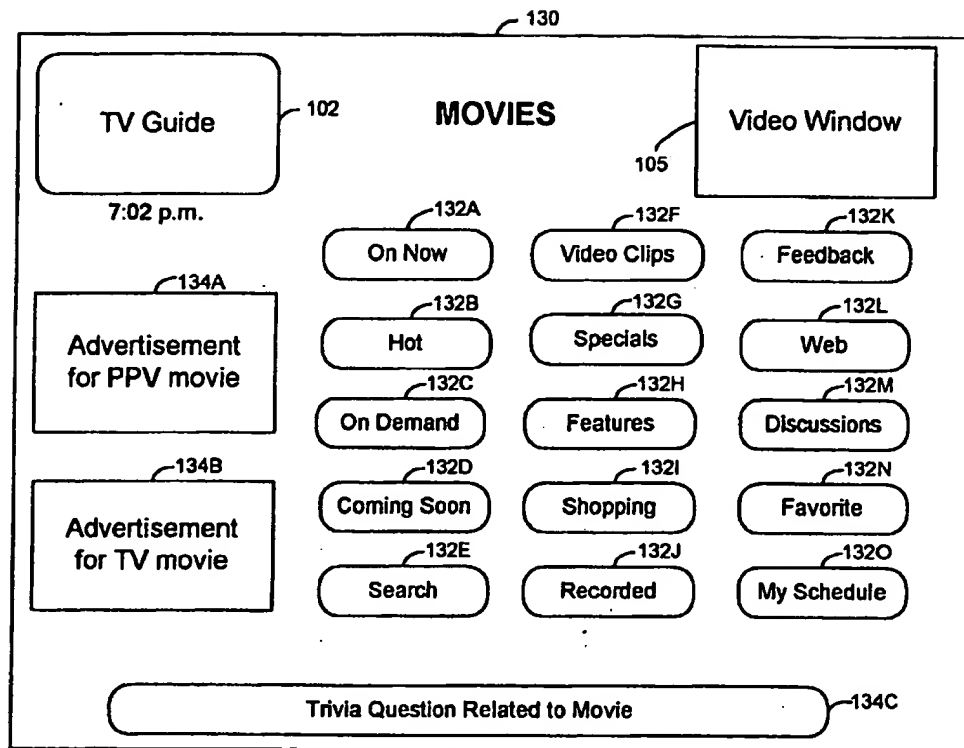 130
TV Guide
102
MOVIES
Video Window
105
7:02 p.m.
132A
132F
132K
On Now
Video Clips
Feedback
134A
132B
132G
132L
Advertisement
for PPV movie
Hot
Specials
Web
132C
132H
132M
On Demand
Features
Discussions
134B
132D
132I
132N
Advertisement
for TV movie
Coming Soon
Shopping
Favorite
132E
132J
132O
Search
Recorded
My Schedule
Trivia Question Related to Movie
134C